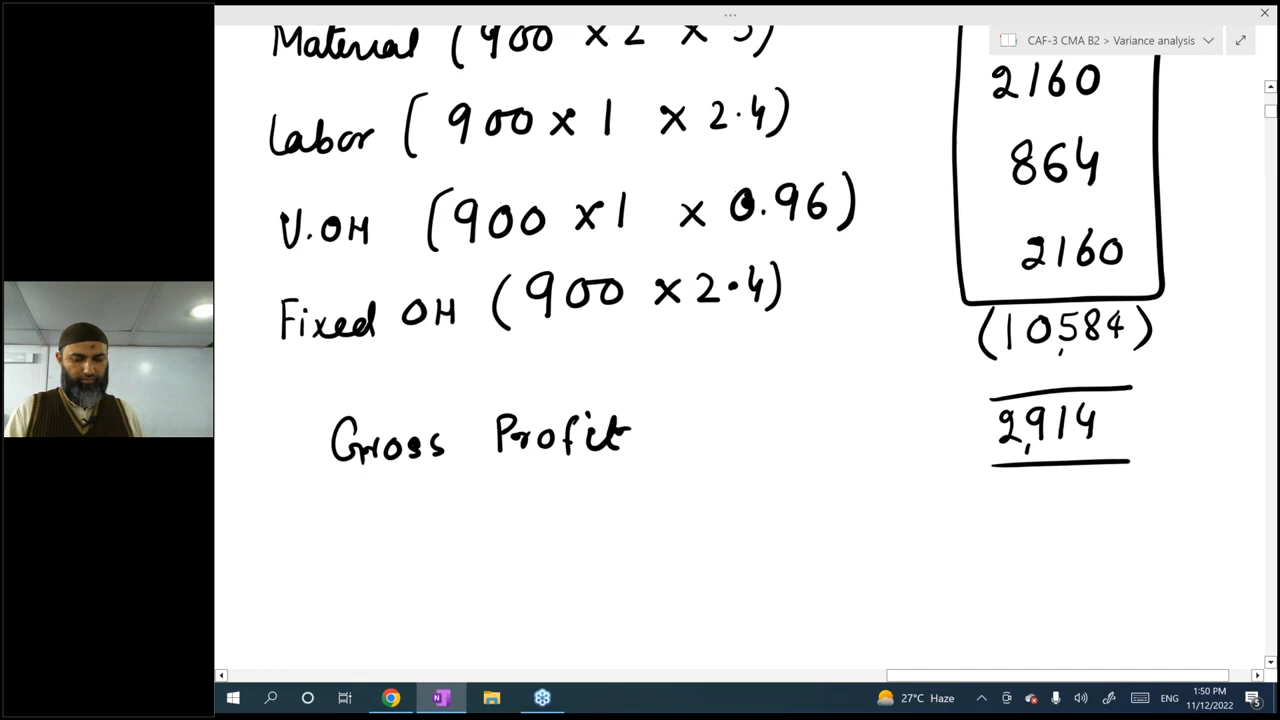 CAF-3 CMA B2 > Variance analysis
Material (900 x 2 x 3)
Labor (900 x 1 x 2.4) 2160
V.OH (900 x 1 x 0.96) 864
Fixed OH (900 x 2.4) 2160
(10,584)
Gross Profit 2,914
27°C Haze
ENG
1:50 PM
11/12/2022
5